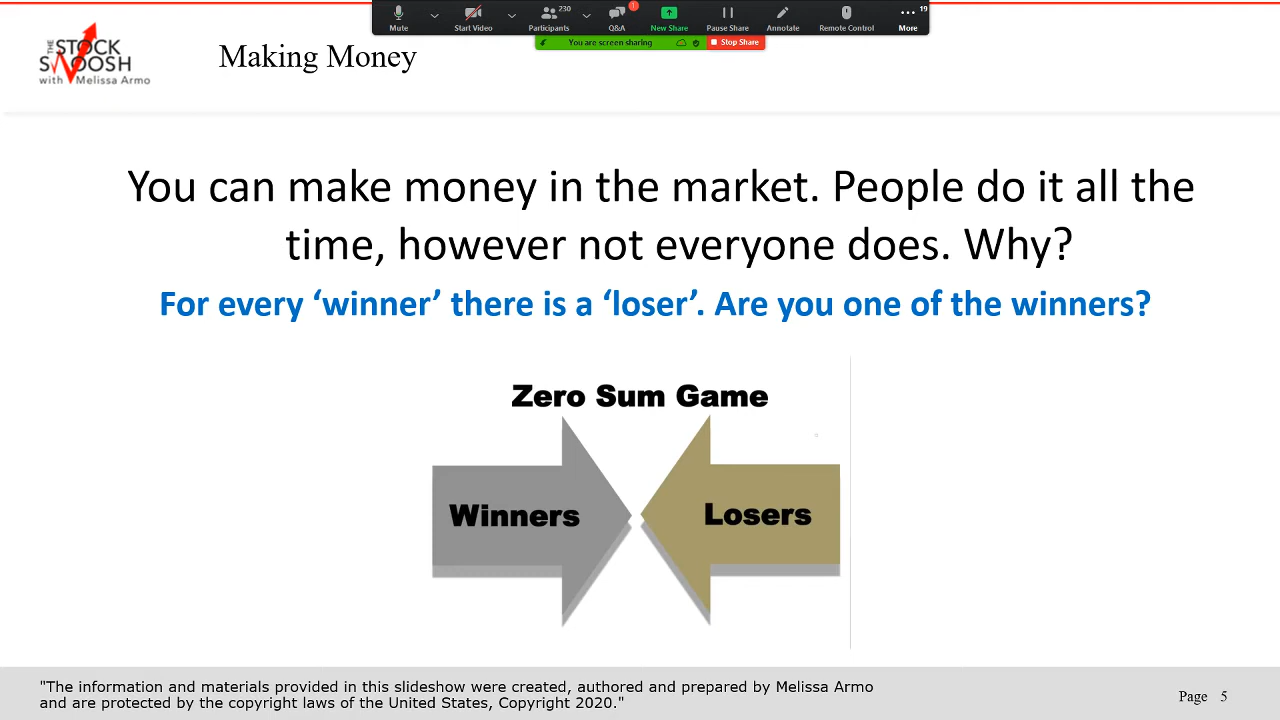 Mute
Start Video
230
Participants
1
Q&A
New Share
Pause Share
Annotate
Remote Control
19
More
You are screen sharing
Stop Share
THE STOCK
SWOOSH
with Melissa Armo
Making Money
You can make money in the market. People do it all the
time, however not everyone does. Why?
For every ‘winner’ there is a ‘loser’. Are you one of the winners?
Zero Sum Game
Winners
Losers
"The information and materials provided in this slideshow were created, authored and prepared by Melissa Armo
and are protected by the copyright laws of the United States, Copyright 2020."
Page 5